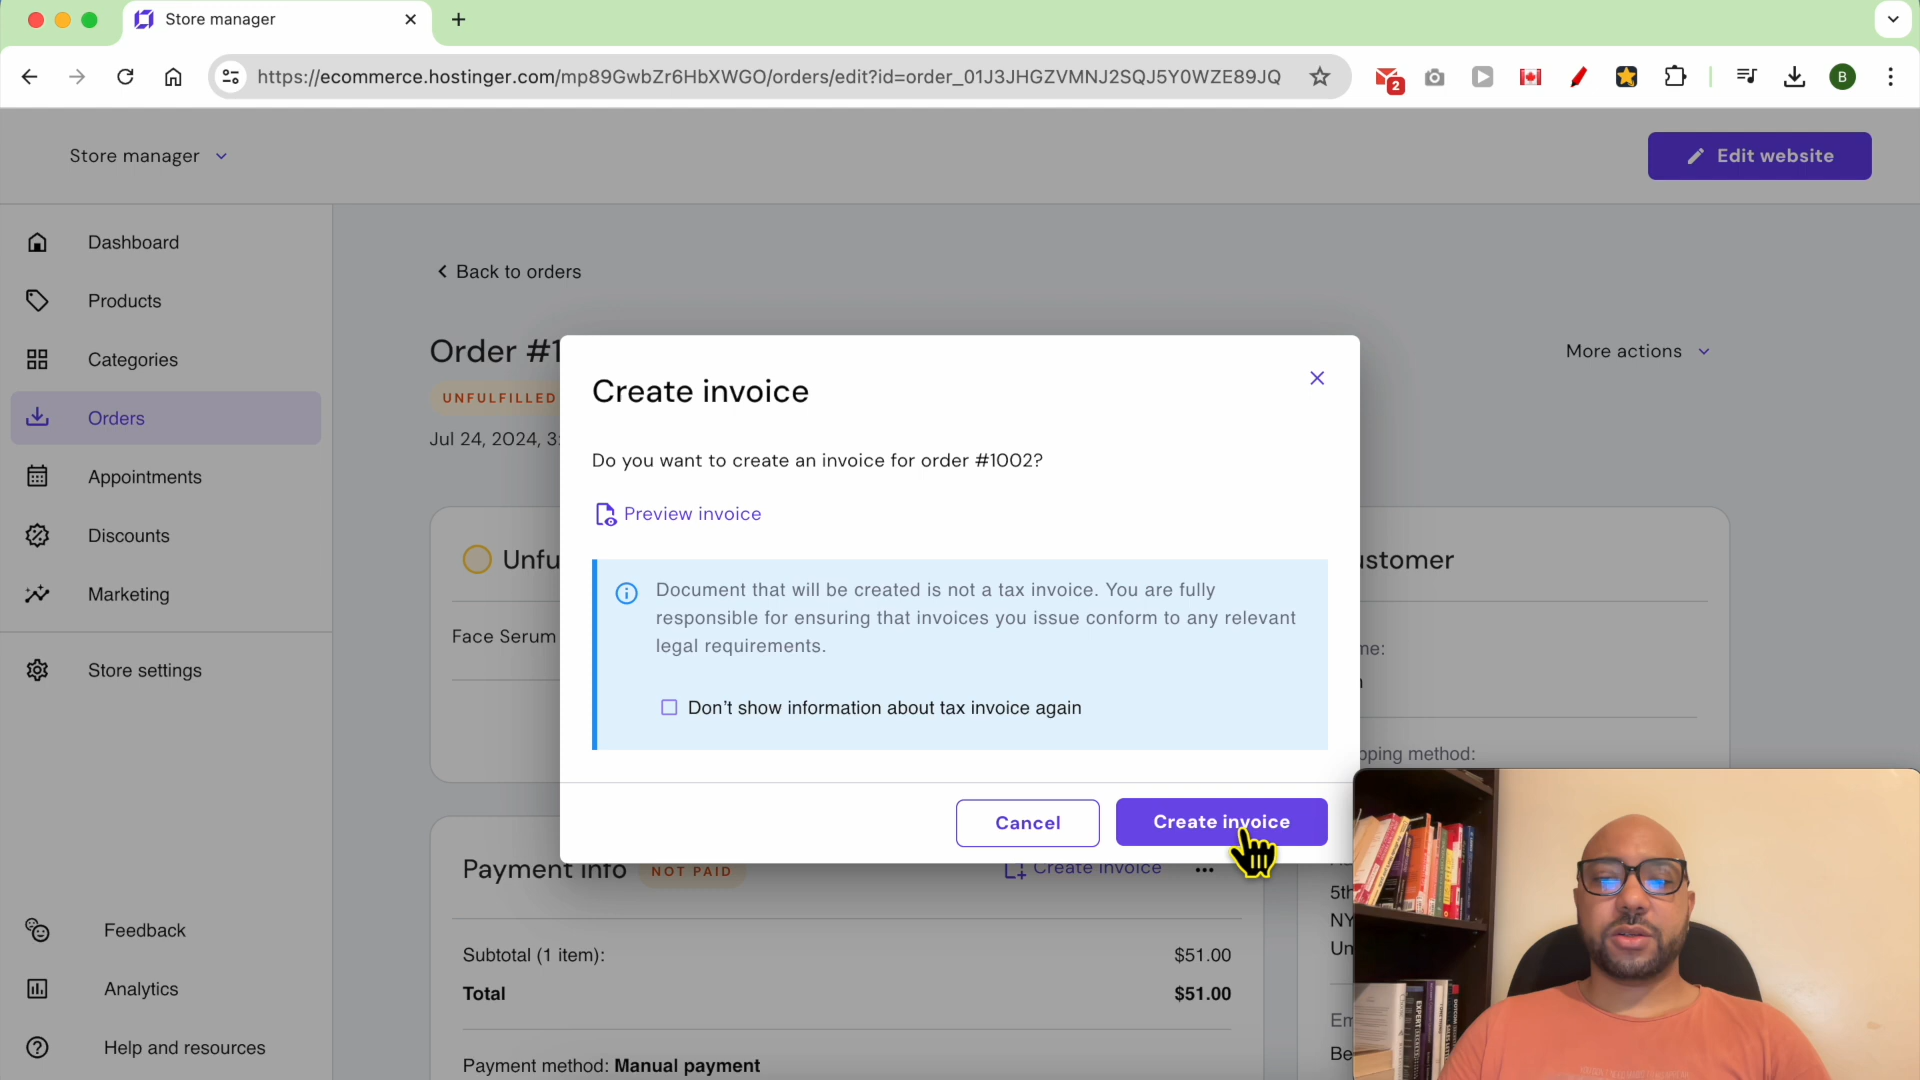 Store manager
https://ecommerce.hostinger.com/mp89GwbZr6HbXWGO/orders/edit?id=order_01J3JHGZVMNJ2SQJ5Y0WZE89JQ
2
B
Store manager
Edit website
Dashboard
Products
Categories
Orders
Appointments
Discounts
Marketing
Store settings
Feedback
Analytics
Help and resources
Back to orders
Order #1
More actions
UNFULFILLED
Jul 24, 2024, 3:
Create invoice
Do you want to create an invoice for order #1002?
Preview invoice
Document that will be created is not a tax invoice. You are fully
responsible for ensuring that invoices you issue conform to any relevant
legal requirements.
Don't show information about tax invoice again
Cancel
Create invoice
Unfu
ustomer
Face Serum
me:
pping method:
Payment info
NOT PAID
Create invoice
5th
NY
Un
Subtotal (1 item):
$51.00
Total
$51.00
Em
Be
Payment method: Manual payment
EXPERT